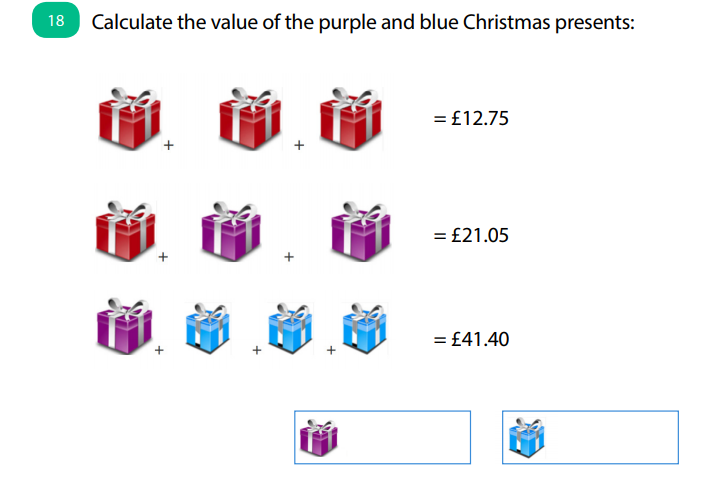 18 Calculate the value of the purple and blue Christmas presents:
+ + = £12.75
+ + = £21.05
+ + + = £41.40